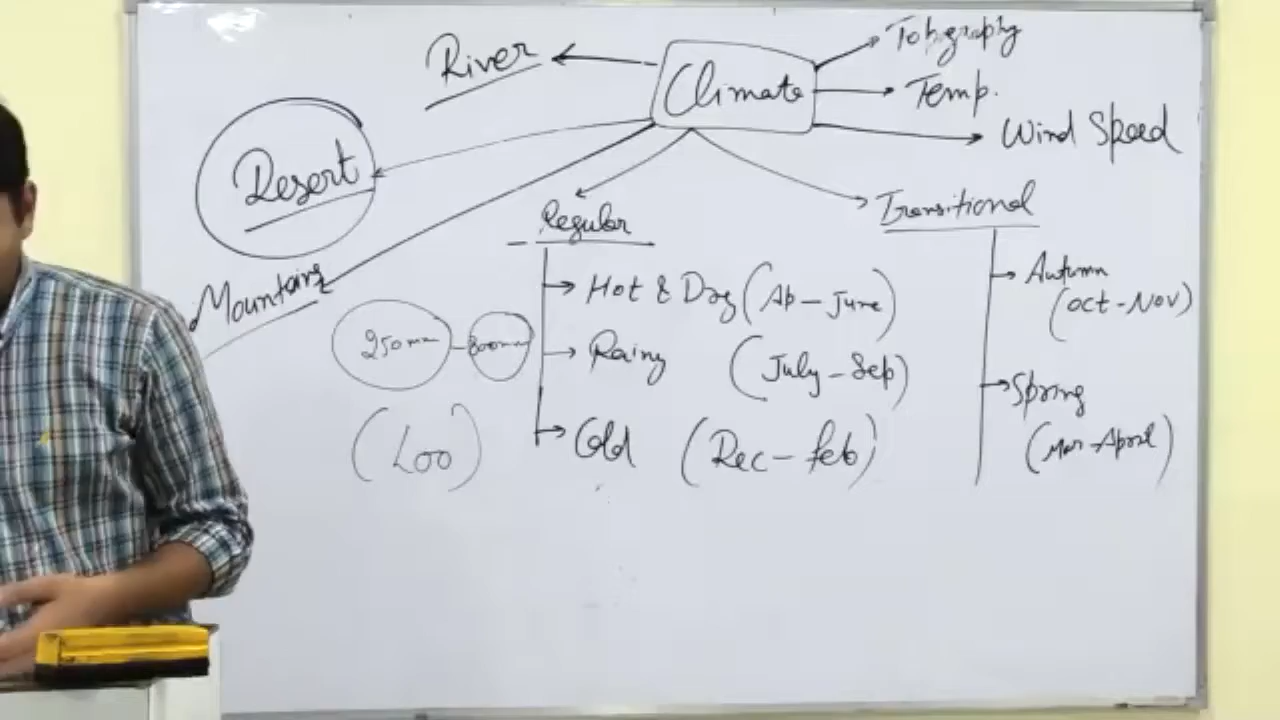 River
Climate
Topography
Temp.
Wind Speed
Desert
Mountains
Regular
Transitional
Hot & Dry (Ap - June)
Rainy (July - Sep)
Cold (Dec - feb)
250mm - 800mm
(Loo)
Autumn
(Oct - Nov)
Spring
(Mar - April)